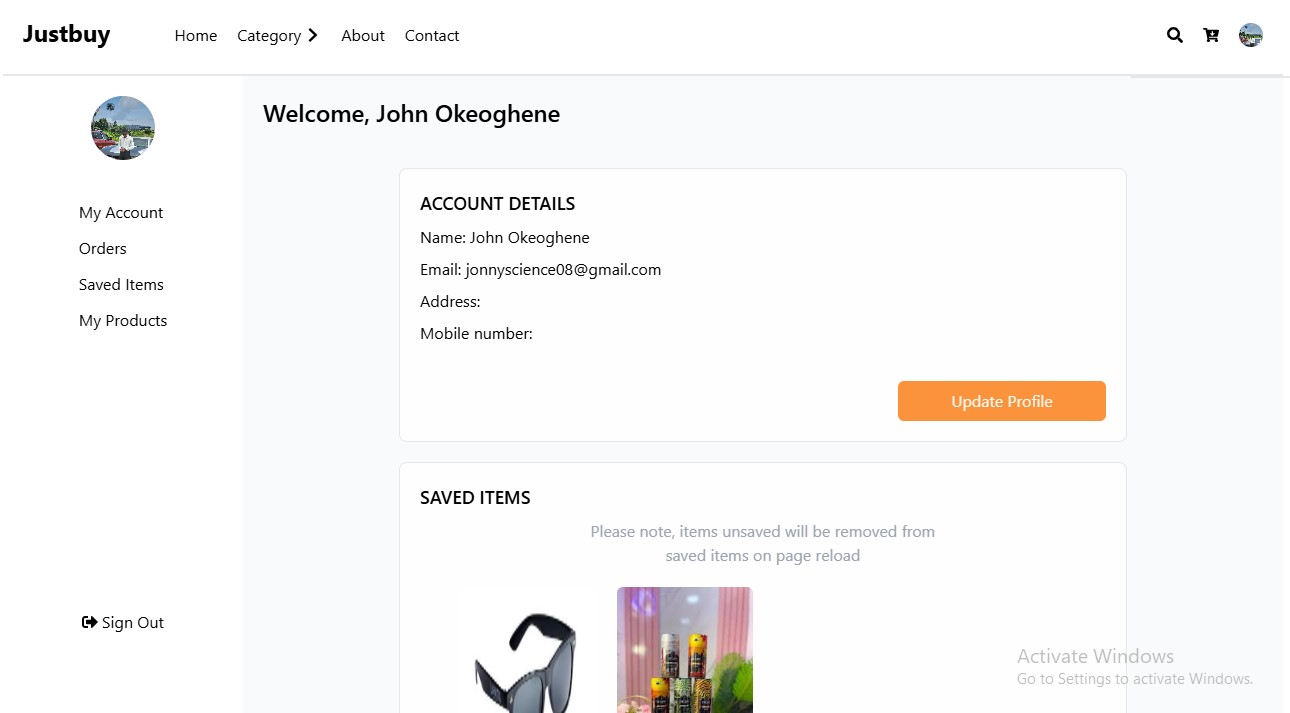 Justbuy
Home
Category
About
Contact
Welcome, John Okeoghene
My Account
Orders
Saved Items
My Products
Sign Out
ACCOUNT DETAILS
Name: John Okeoghene
Email: jonnyscience08@gmail.com
Address:
Mobile number:
Update Profile
SAVED ITEMS
Please note, items unsaved will be removed from
saved items on page reload
Activate Windows
Go to Settings to activate Windows.